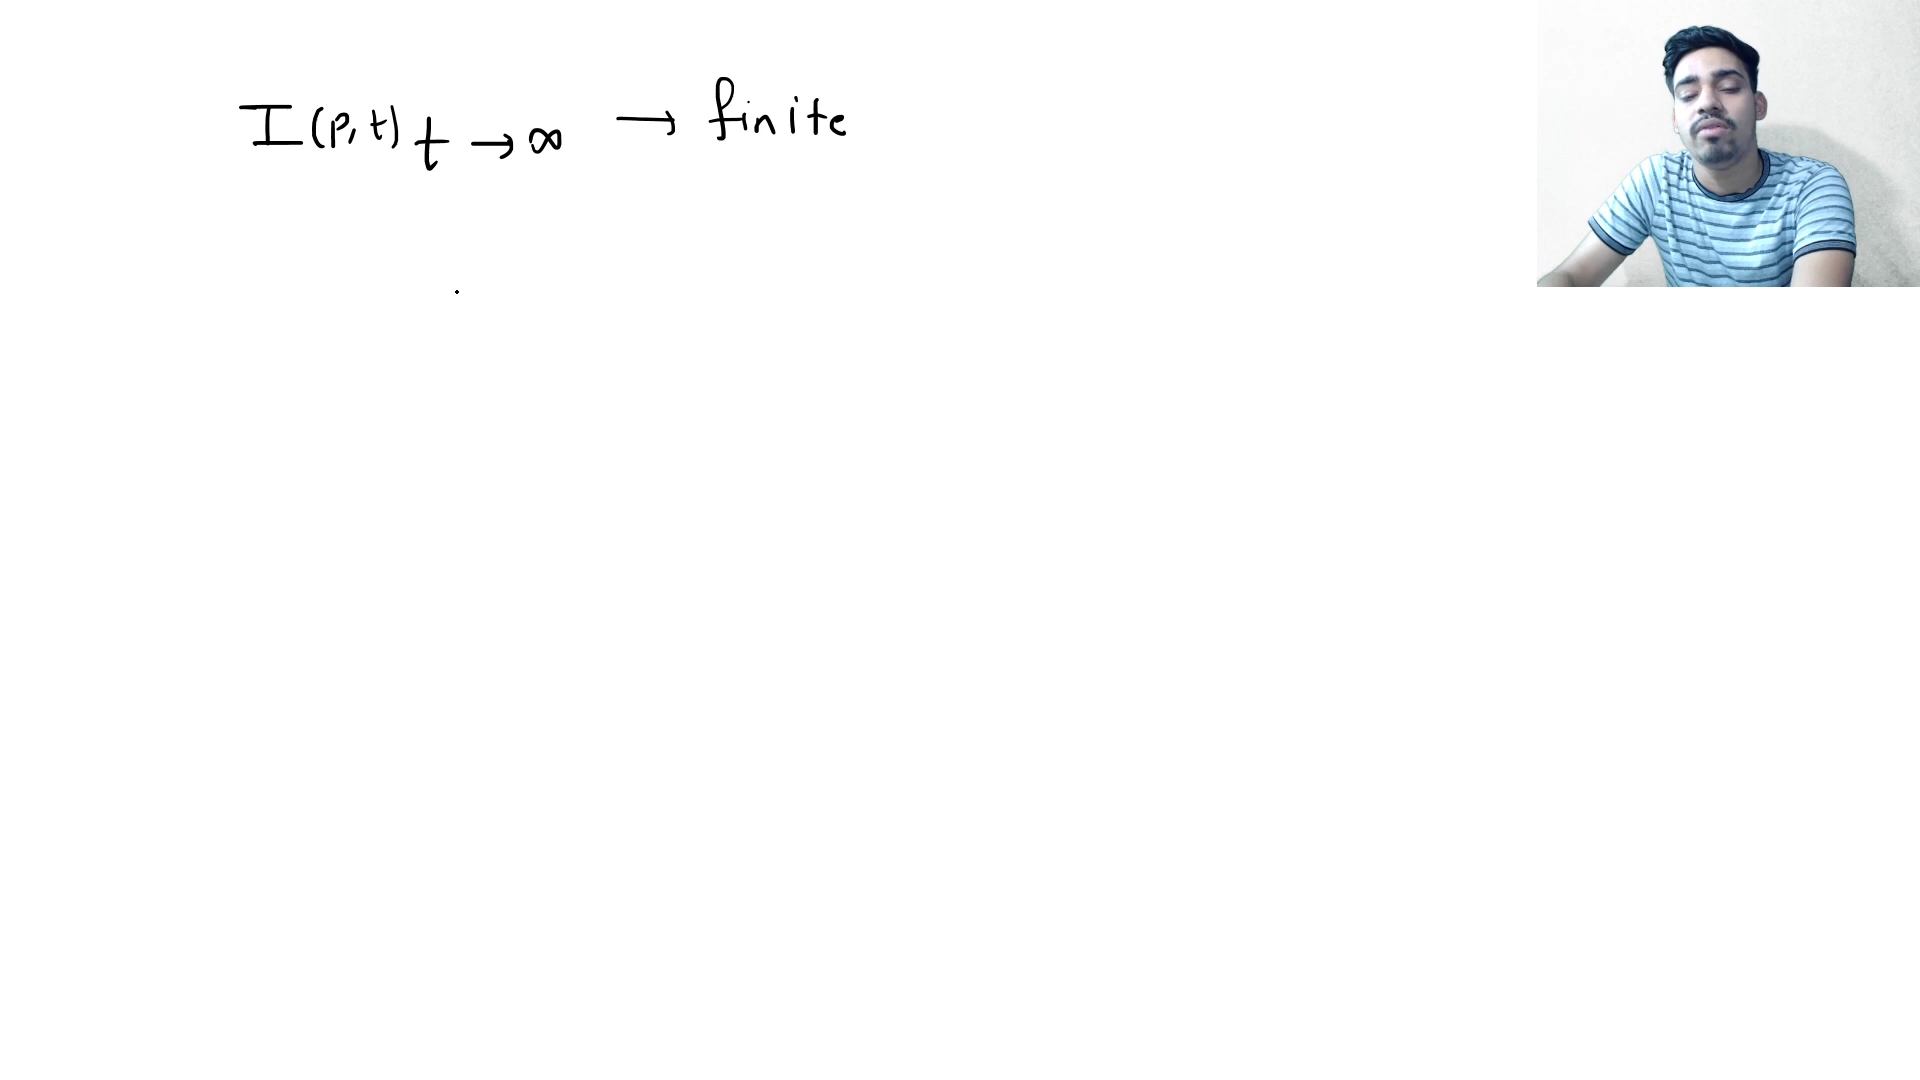 I(p,t) t → ∞ → finite